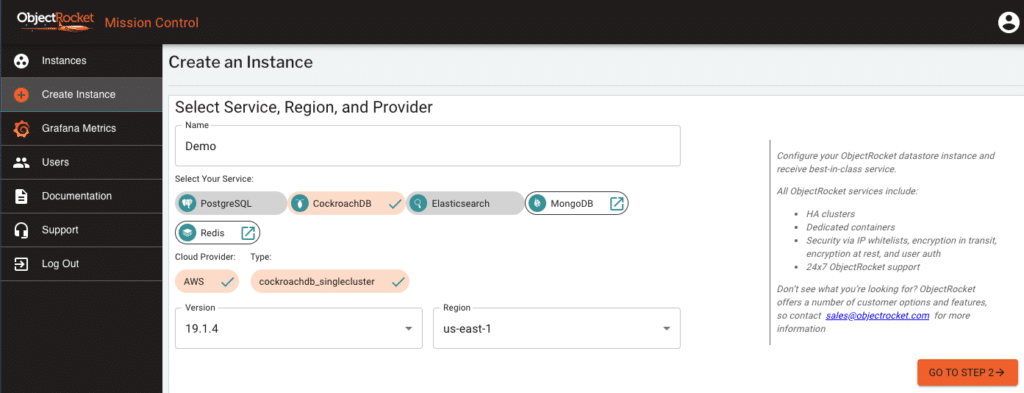 ObjectRocket
Mission Control
Instances
Create Instance
Grafana Metrics
Users
Documentation
Support
Log Out
Create an Instance
Select Service, Region, and Provider
Name
Demo
Select Your Service:
PostgreSQL
CockroachDB
Elasticsearch
MongoDB
Redis
Cloud Provider:
Type:
AWS
cockroachdb_singlecluster
Version
19.1.4
Region
us-east-1
Configure your ObjectRocket datastore instance and
receive best-in-class service.
All ObjectRocket services include:
• HA clusters
• Dedicated containers
• Security via IP whitelists, encryption in transit,
encryption at rest, and user auth
• 24x7 ObjectRocket support
Don't see what you're looking for? ObjectRocket
offers a number of customer options and features,
so contact sales@objectrocket.com for more
information
GO TO STEP 2→